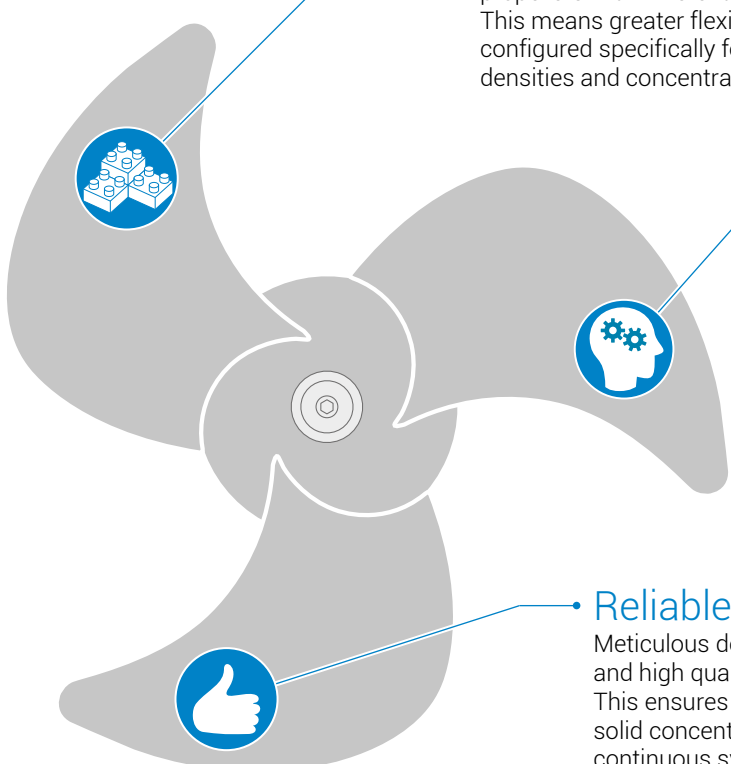 This means greater flexi
configured specifically fo
densities and concentra
Reliable
Meticulous de
and high qua
This ensures
solid concent